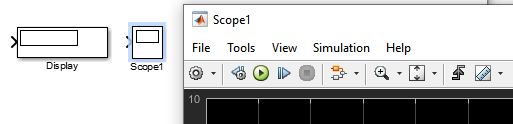 Display
Scope1
Scope1
File Tools View Simulation Help
10